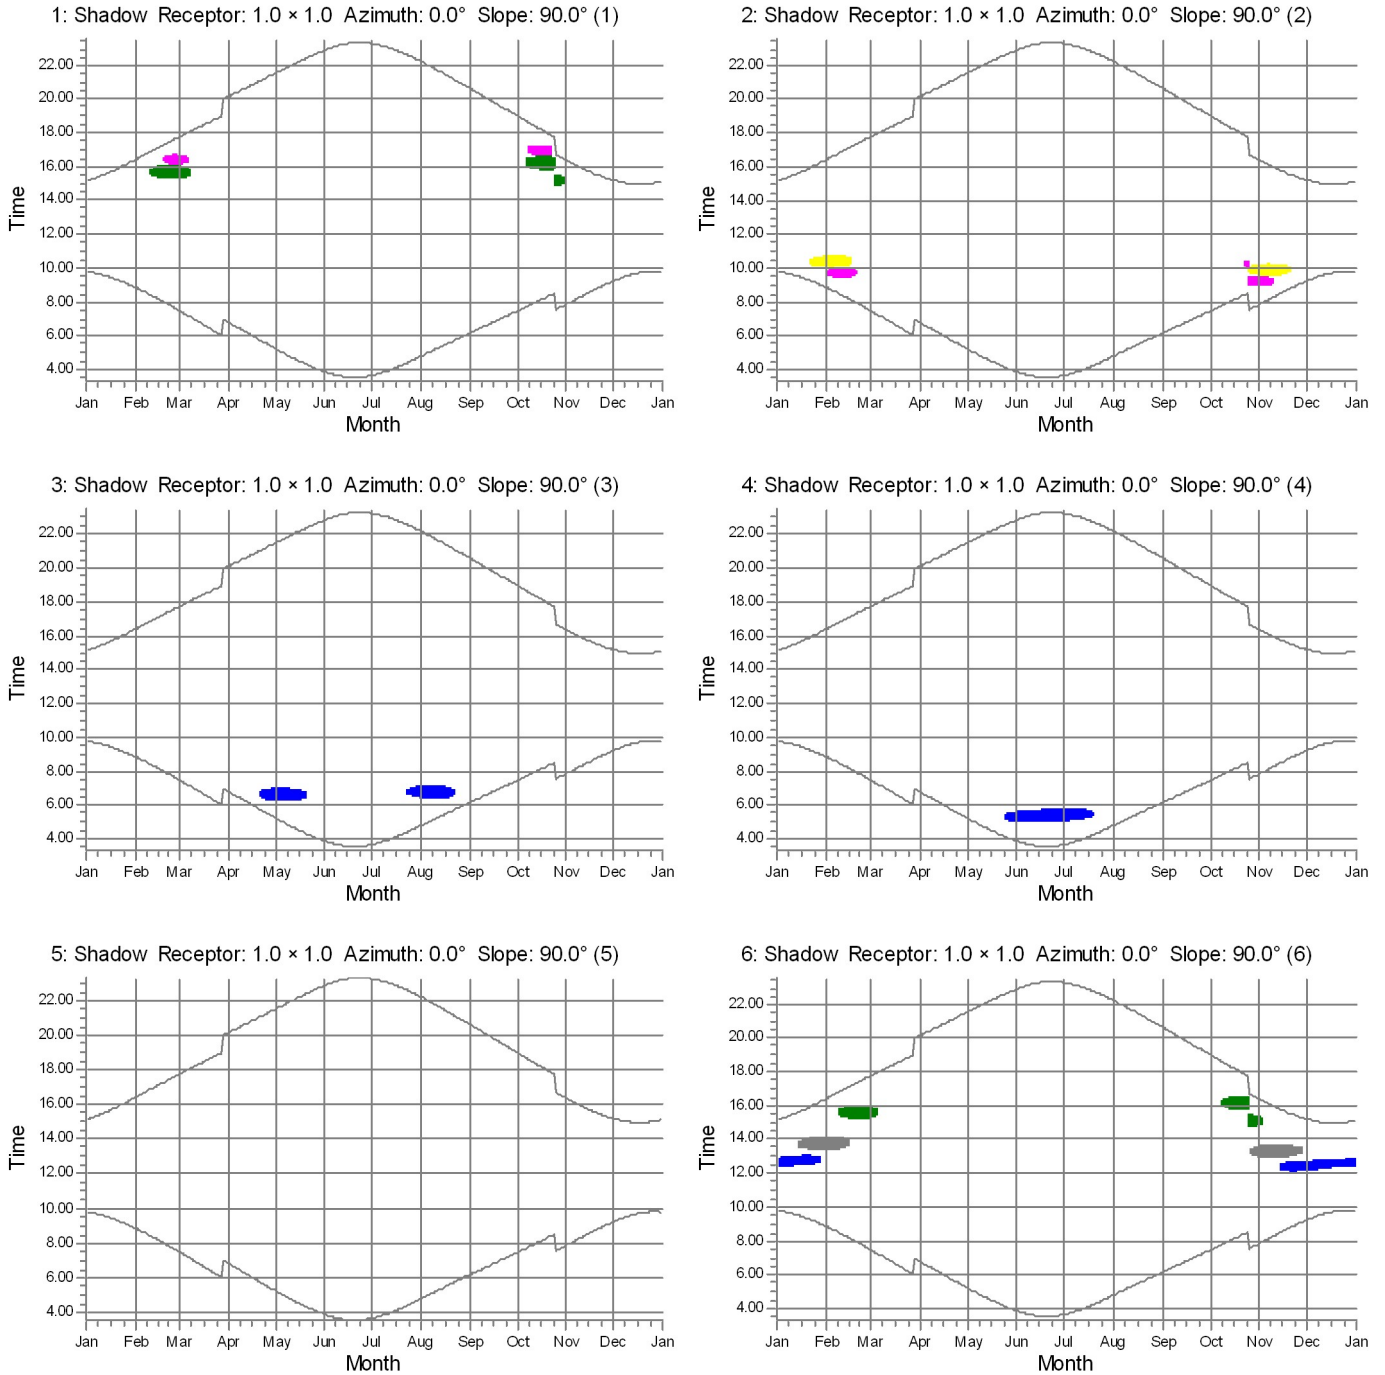 1: Shadow Receptor: 1.0 × 1.0 Azimuth: 0.0° Slope: 90.0° (1)
22.00
20.00
18.00
16.00
14.00
12.00
10.00
8.00
6.00
4.00
Time
Jan Feb Mar Apr May Jun Jul Aug Sep Oct Nov Dec Jan
Month
2: Shadow Receptor: 1.0 × 1.0 Azimuth: 0.0° Slope: 90.0° (2)
22.00
20.00
18.00
16.00
14.00
12.00
10.00
8.00
6.00
4.00
Time
Jan Feb Mar Apr May Jun Jul Aug Sep Oct Nov Dec Jan
Month
3: Shadow Receptor: 1.0 × 1.0 Azimuth: 0.0° Slope: 90.0° (3)
22.00
20.00
18.00
16.00
14.00
12.00
10.00
8.00
6.00
4.00
Time
Jan Feb Mar Apr May Jun Jul Aug Sep Oct Nov Dec Jan
Month
4: Shadow Receptor: 1.0 × 1.0 Azimuth: 0.0° Slope: 90.0° (4)
22.00
20.00
18.00
16.00
14.00
12.00
10.00
8.00
6.00
4.00
Time
Jan Feb Mar Apr May Jun Jul Aug Sep Oct Nov Dec Jan
Month
5: Shadow Receptor: 1.0 × 1.0 Azimuth: 0.0° Slope: 90.0° (5)
22.00
20.00
18.00
16.00
14.00
12.00
10.00
8.00
6.00
4.00
Time
Jan Feb Mar Apr May Jun Jul Aug Sep Oct Nov Dec Jan
Month
6: Shadow Receptor: 1.0 × 1.0 Azimuth: 0.0° Slope: 90.0° (6)
22.00
20.00
18.00
16.00
14.00
12.00
10.00
8.00
6.00
4.00
Time
Jan Feb Mar Apr May Jun Jul Aug Sep Oct Nov Dec Jan
Month